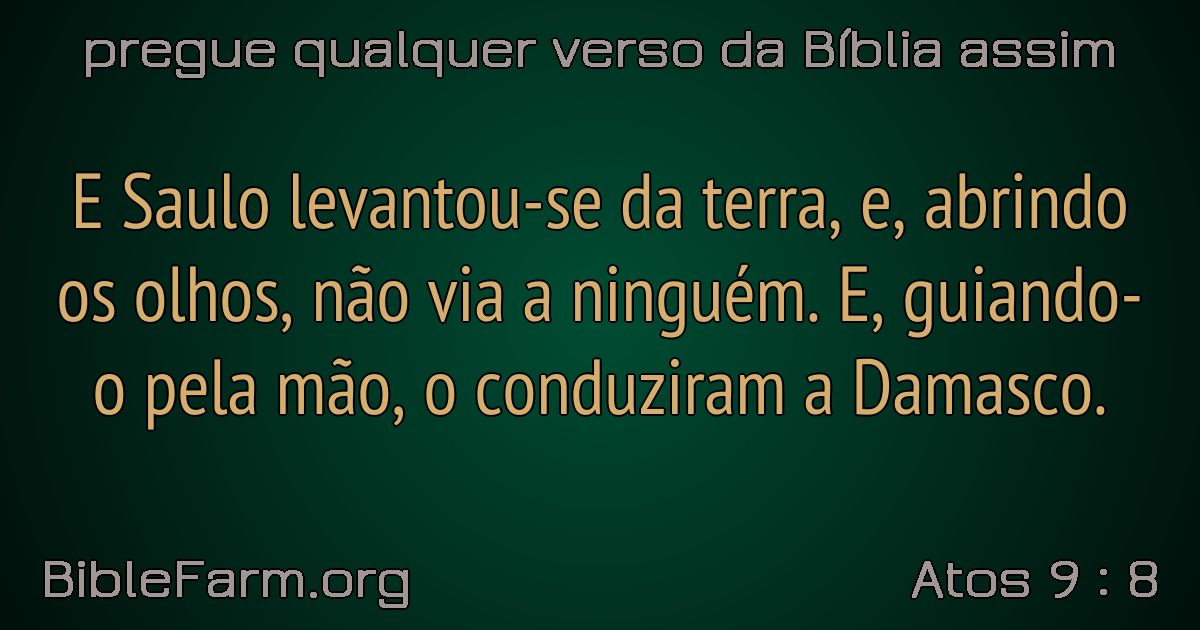 pregue qualquer verso da Bíblia assim
E Saulo levantou-se da terra, e, abrindo
os olhos, não via a ninguém. E, guiando-
o pela mão, o conduziram a Damasco.
BibleFarm.org
Atos 9 : 8